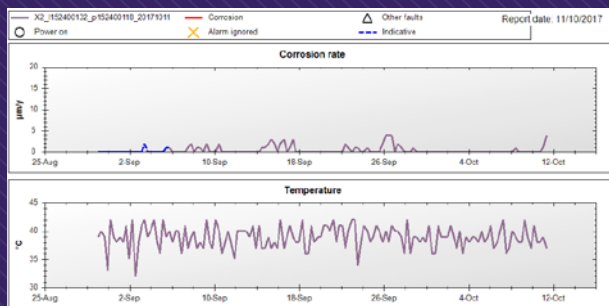 X2_I152400132_p152400118_20171011
Corrosion
Other faults
Report date: 11/10/2017
Power on
Alarm ignored
Indicative
Corrosion rate
20
15
10
5
0
µm/y
25-Aug 2-Sep 10-Sep 18-Sep 26-Sep 4-Oct 12-Oct
Temperature
45
40
35
30
°C
25-Aug 2-Sep 10-Sep 18-Sep 26-Sep 4-Oct 12-Oct